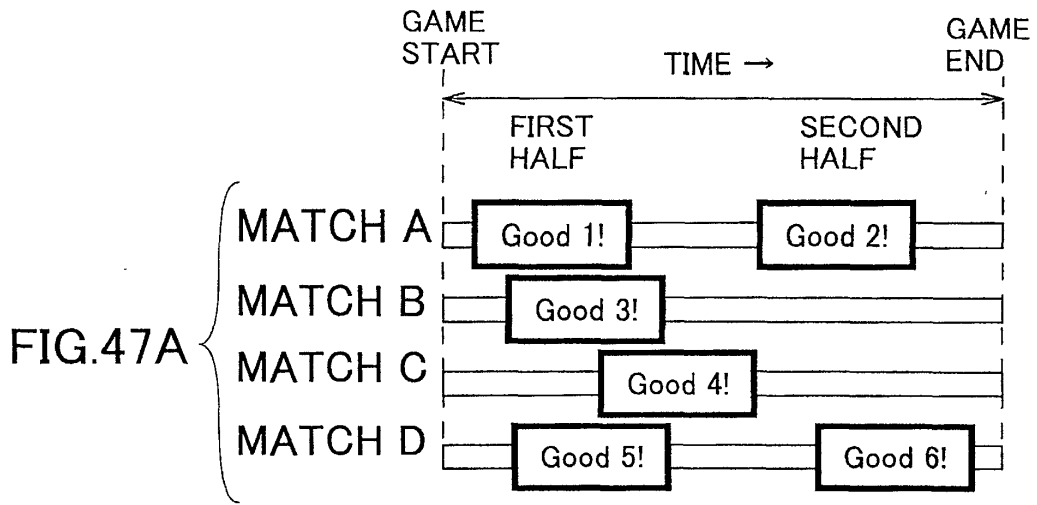 GAME
START
TIME →
GAME
END
FIRST
HALF
SECOND
HALF
FIG.47A
MATCH A
Good 1!
Good 2!
MATCH B
Good 3!
MATCH C
Good 4!
MATCH D
Good 5!
Good 6!